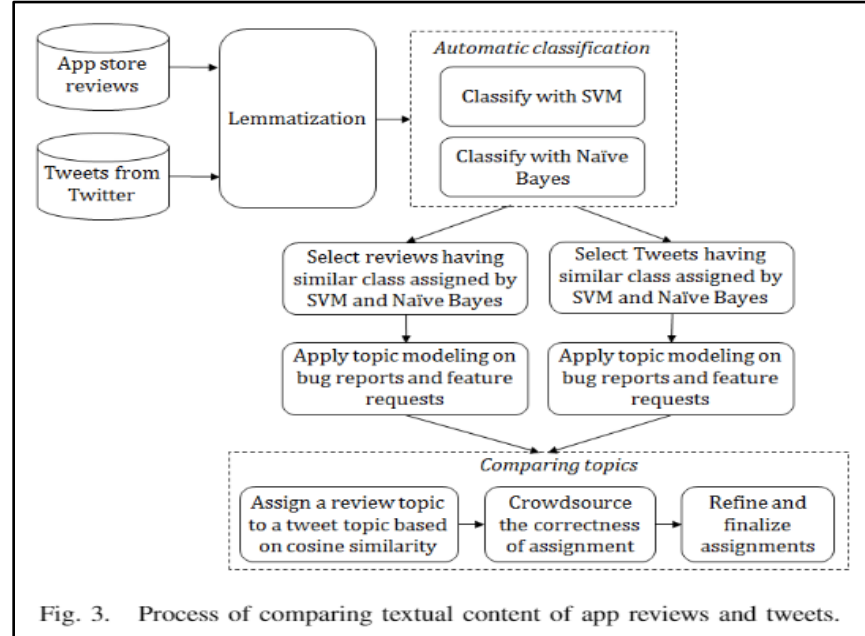 App store
reviews
Tweets from
Twitter
Lemmatization
Automatic classification
Classify with SVM
Classify with Naïve
Bayes
Select reviews having
similar class assigned by
SVM and Naïve Bayes
Select Tweets having
similar class assigned by
SVM and Naïve Bayes
Apply topic modeling on
bug reports and feature
requests
Apply topic modeling on
bug reports and feature
requests
Comparing topics
Assign a review topic
to a tweet topic based
on cosine similarity
Crowdsource
the correctness
of assignment
Refine and
finalize
assignments
Fig. 3. Process of comparing textual content of app reviews and tweets.